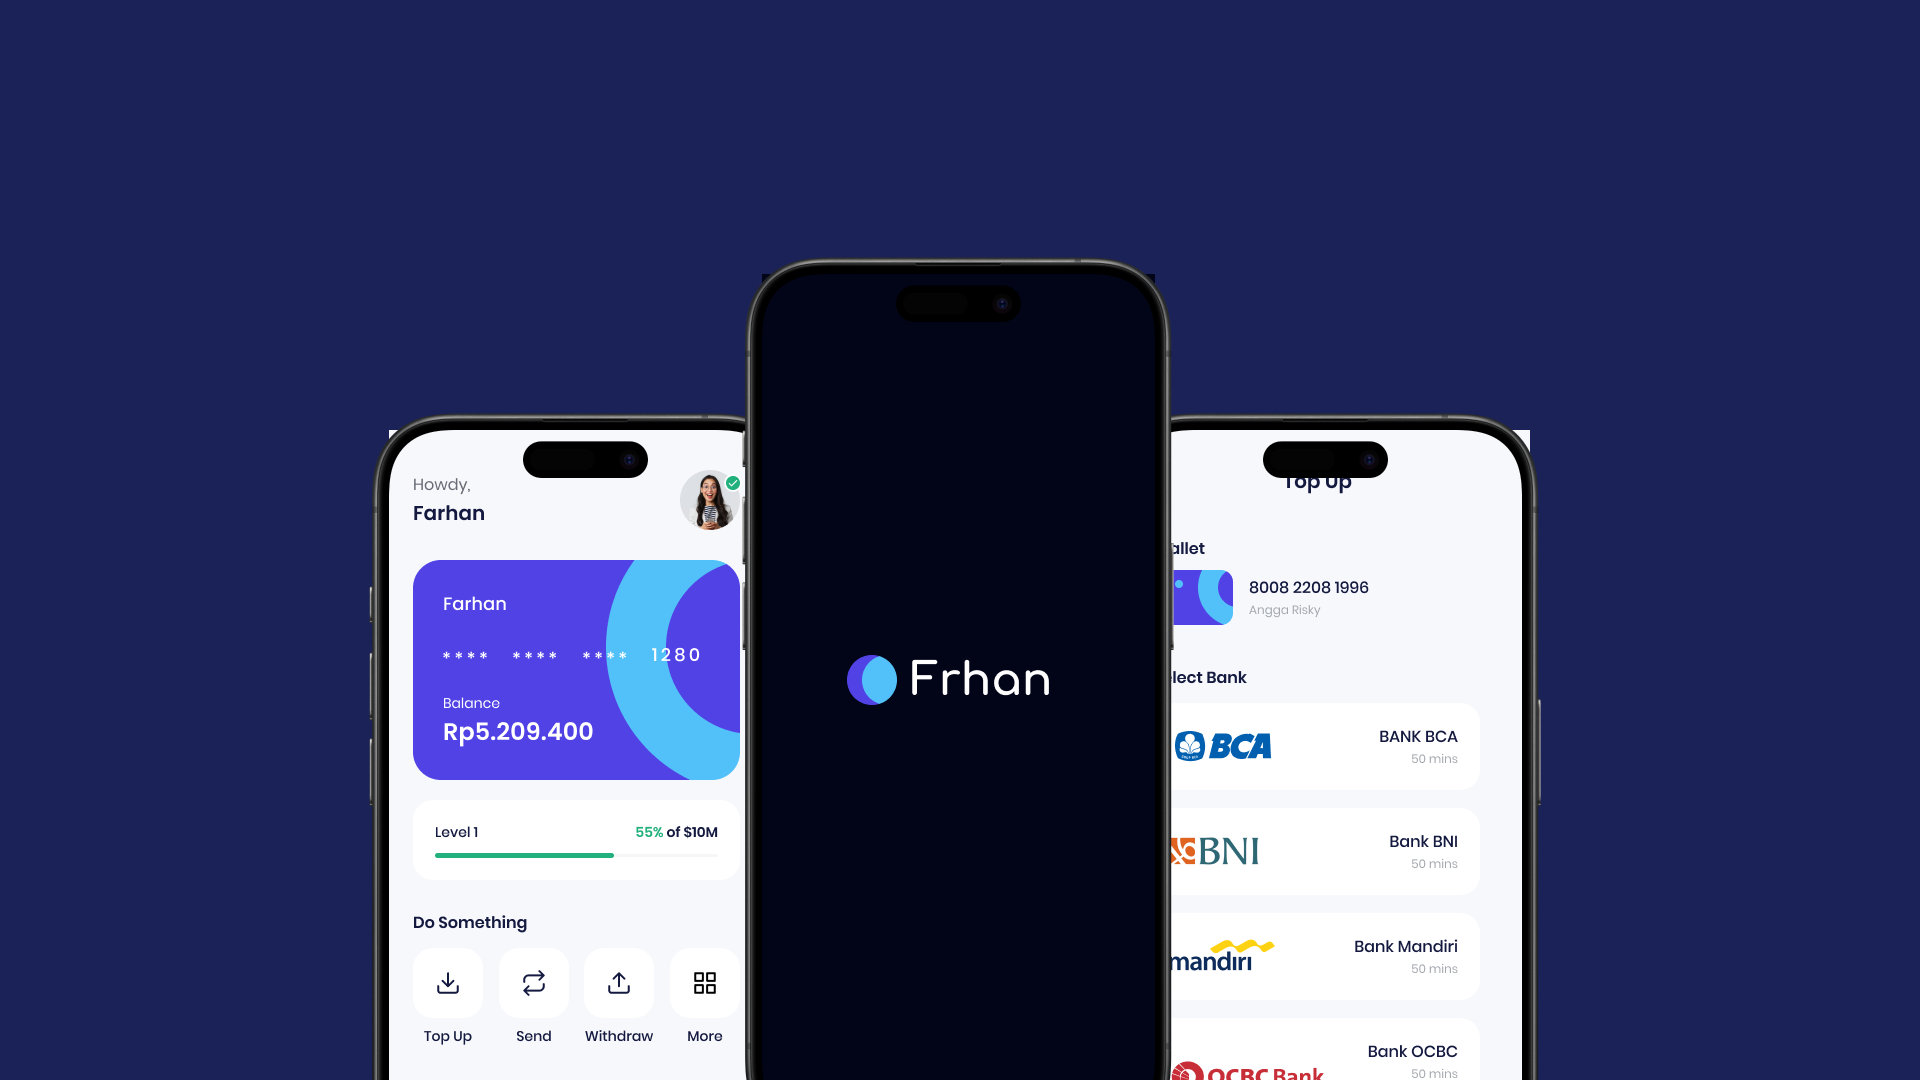 Howdy,
Farhan
Farhan
**** **** **** 1280
Balance
Rp5.209.400
Level 1
55% of $10M
Do Something
Top Up
Send
Withdraw
More
Frhan
Top Up
allet
8008 2208 1996
Angga Risky
lect Bank
BCA
BANK BCA
50 mins
BNI
Bank BNI
50 mins
mandiri
Bank Mandiri
50 mins
OCBC Bank
Bank OCBC
50 mins